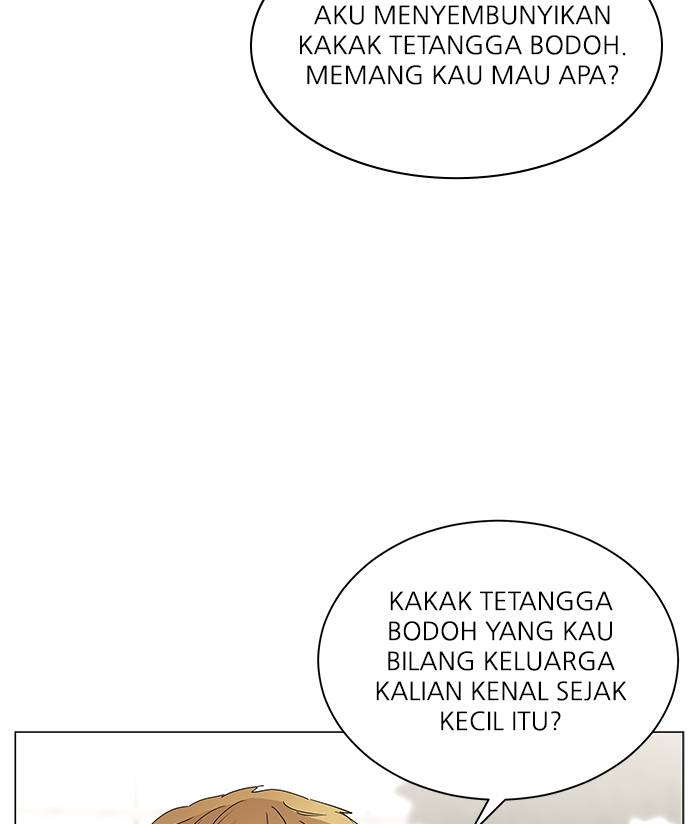 AKU MENYEMBUNYIKAN
KAKAK TETANGGA BODOH.
MEMANG KAU MAU APA?
KAKAK TETANGGA
BODOH YANG KAU
BILANG KELUARGA
KALIAN KENAL SEJAK
KECIL ITU?